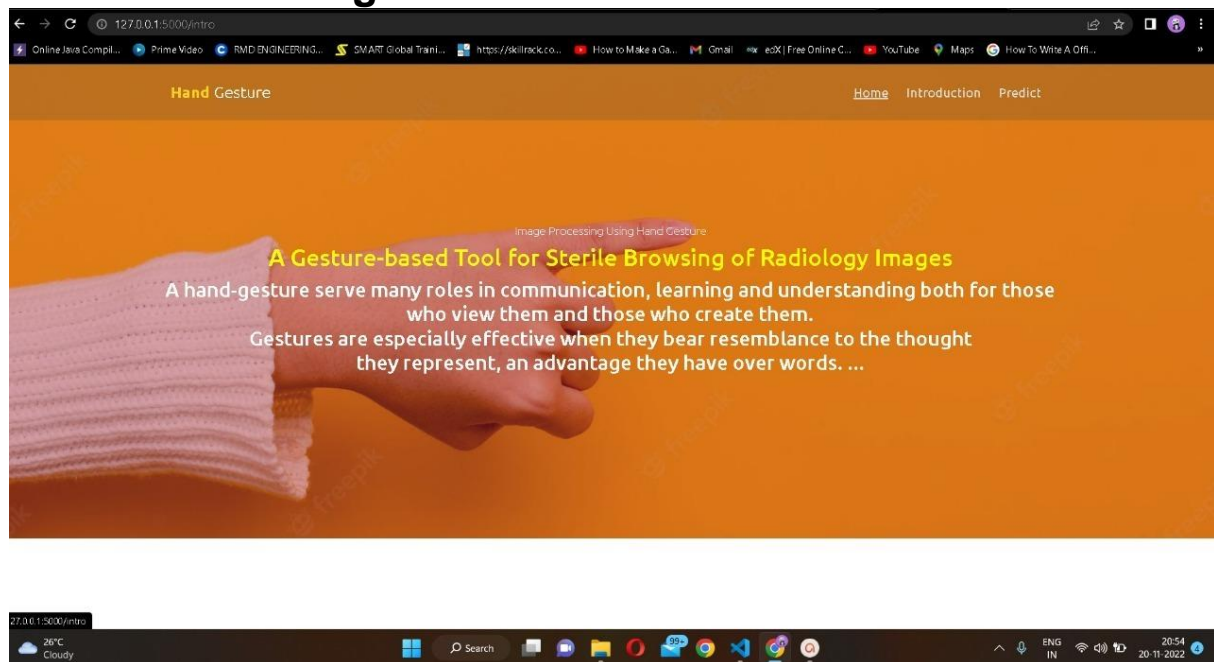 127.0.0.1:5000/intro
Online Java Compil... Prime Video RMD ENGINEERING... SMART Global Traini... https://skillrack.co... How to Make a Ga... Gmail edX | Free Online C... YouTube Maps How To Write A Offi... »
Hand Gesture Home Introduction Predict
Image Processing Using Hand Gesture
A Gesture-based Tool for Sterile Browsing of Radiology Images
A hand-gesture serve many roles in communication, learning and understanding both for those
who view them and those who create them.
Gestures are especially effective when they bear resemblance to the thought
they represent, an advantage they have over words. ...
27.0.0.1:5000/intro
26°C
Cloudy
Search
99+
ENG
IN
20:54
20-11-2022
4